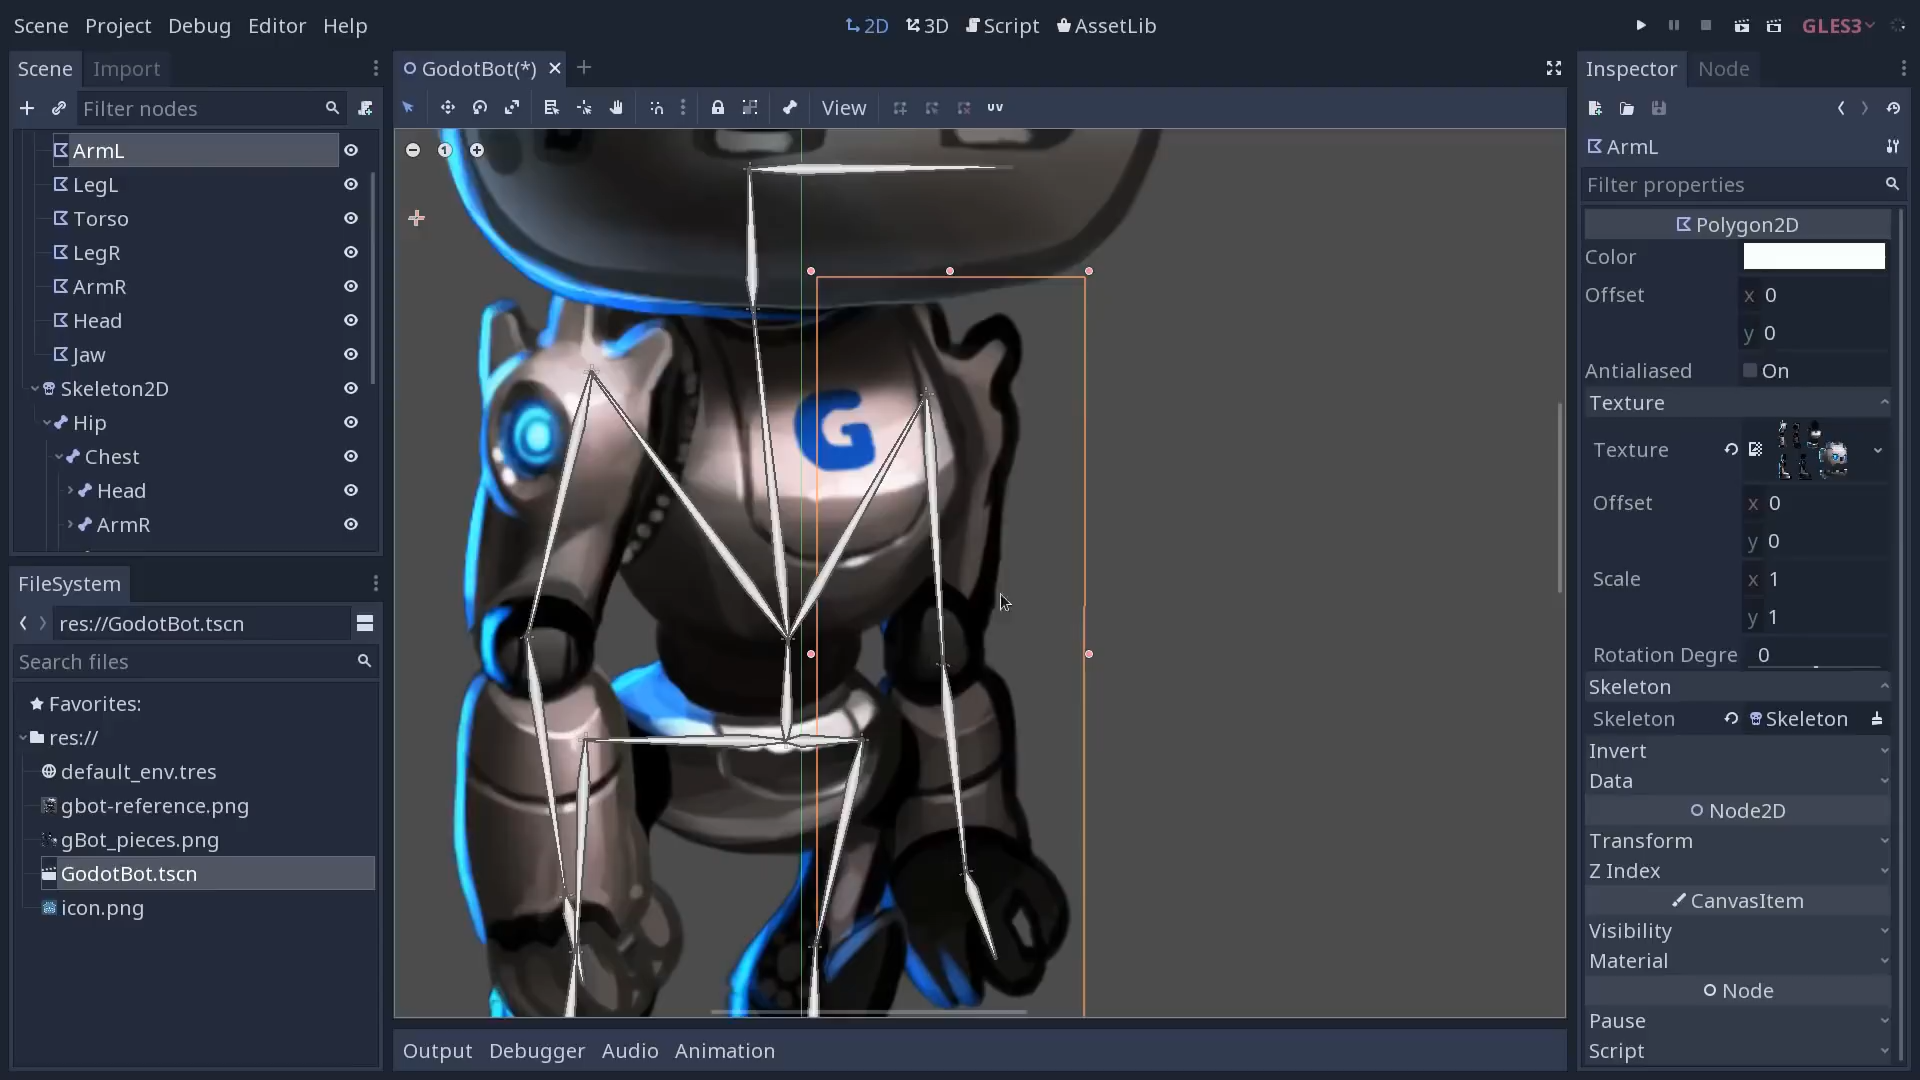 Scene Project Debug Editor Help
2D 3D Script AssetLib
GLES3
Scene Import
Filter nodes
ArmL
LegL
Torso
LegR
ArmR
Head
Jaw
Skeleton2D
Hip
Chest
Head
ArmR
FileSystem
res://GodotBot.tscn
Search files
Favorites:
res://
default_env.tres
gbot-reference.png
gBot_pieces.png
GodotBot.tscn
icon.png
GodotBot(*)
View
UV
1
G
Output Debugger Audio Animation
Inspector Node
ArmL
Filter properties
Polygon2D
Color
Offset x 0
y 0
Antialiased On
Texture
Texture
Offset x 0
y 0
Scale x 1
y 1
Rotation Degre 0
Skeleton
Skeleton Skeleton
Invert
Data
Node2D
Transform
Z Index
CanvasItem
Visibility
Material
Node
Pause
Script